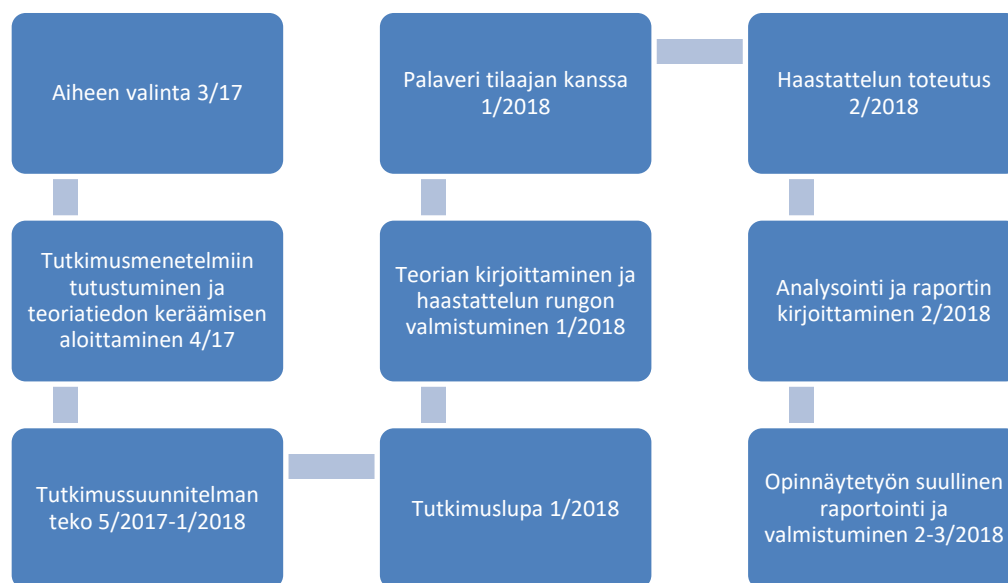 Aiheen valinta 3/17
Tutkimusmenetelmiin
tutustuminen ja
teoriatiedon keräämisen
aloittaminen 4/17
Tutkimussuunnitelman
teko 5/2017-1/2018
Tutkimuslupa 1/2018
Teorian kirjoittaminen ja
haastattelun rungon
valmistuminen 1/2018
Palaveri tilaajan kanssa
1/2018
Haastattelun toteutus
2/2018
Analysointi ja raportin
kirjoittaminen 2/2018
Opinnäytetyön suullinen
raportointi ja
valmistuminen 2-3/2018